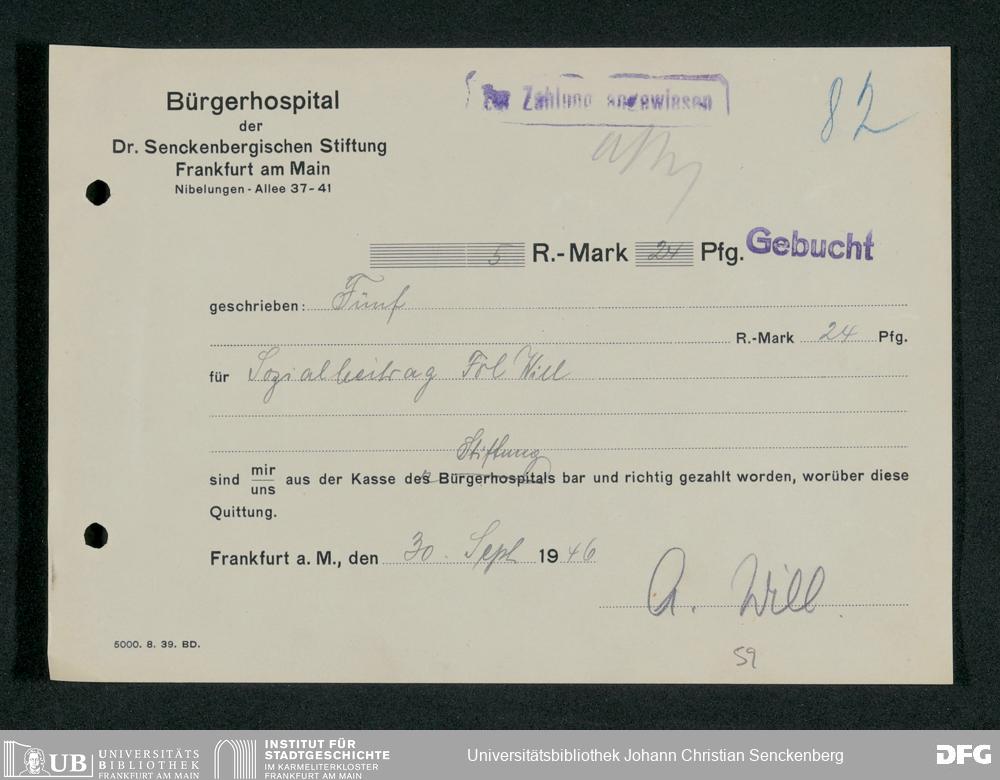 Bürgerhospital
der
Dr. Senckenbergischen Stiftung
Frankfurt am Main
Nibelungen - Allee 37-41
Zur Zahlung angewiesen
82
5 R.-Mark 24 Pfg.
Gebucht
geschrieben: Fünf
R.-Mark 24 Pfg.
für Sozialbeitrag Frl Will
Stiftung
sind mir/uns aus der Kasse der Bürgerhospitals bar und richtig gezahlt worden, worüber diese
Quittung.
Frankfurt a. M., den 30. Sept 1946
A. Will
5000. 8. 39. BD.
59
UB UNIVERSITÄTS
BIBLIOTHEK
FRANKFURT AM MAIN
INSTITUT FÜR
STADTGESCHICHTE
IM KARMELITERKLOSTER
FRANKFURT AM MAIN
Universitätsbibliothek Johann Christian Senckenberg
DFG